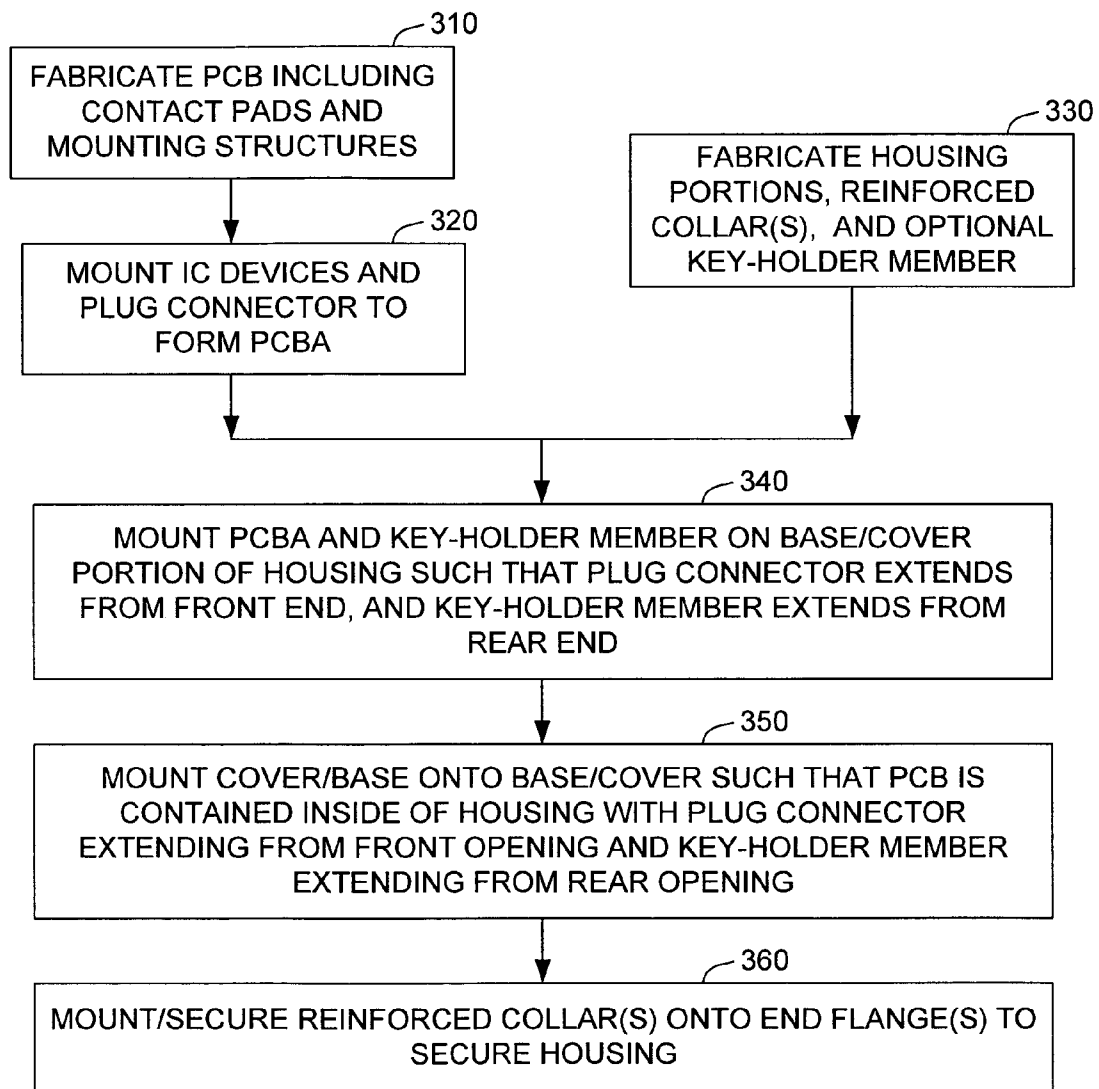 310
FABRICATE PCB INCLUDING
CONTACT PADS AND
MOUNTING STRUCTURES
320
MOUNT IC DEVICES AND
PLUG CONNECTOR TO
FORM PCBA
330
FABRICATE HOUSING
PORTIONS, REINFORCED
COLLAR(S), AND OPTIONAL
KEY-HOLDER MEMBER
340
MOUNT PCBA AND KEY-HOLDER MEMBER ON BASE/COVER
PORTION OF HOUSING SUCH THAT PLUG CONNECTOR EXTENDS
FROM FRONT END, AND KEY-HOLDER MEMBER EXTENDS FROM
REAR END
350
MOUNT COVER/BASE ONTO BASE/COVER SUCH THAT PCB IS
CONTAINED INSIDE OF HOUSING WITH PLUG CONNECTOR
EXTENDING FROM FRONT OPENING AND KEY-HOLDER MEMBER
EXTENDING FROM REAR OPENING
360
MOUNT/SECURE REINFORCED COLLAR(S) ONTO END FLANGE(S) TO
SECURE HOUSING